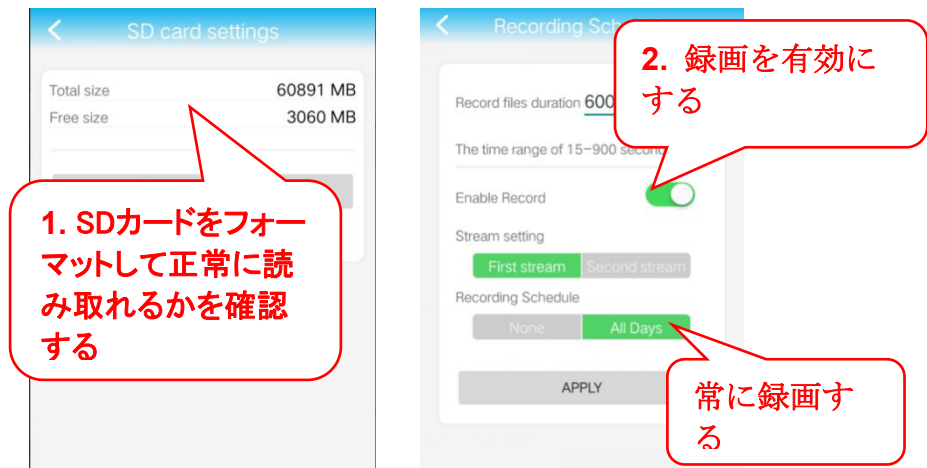 SD card settings
Total size 60891 MB
Free size 3060 MB
1. SDカードをフォー
マットして正常に読
み取れるかを確認
する
Recording
2. 録画を有効に
する
Record files duration 600
The time range of 15-900 second
Enable Record
Stream setting
First stream Second stream
Recording Schedule
None All Days
APPLY
常に録画す
る